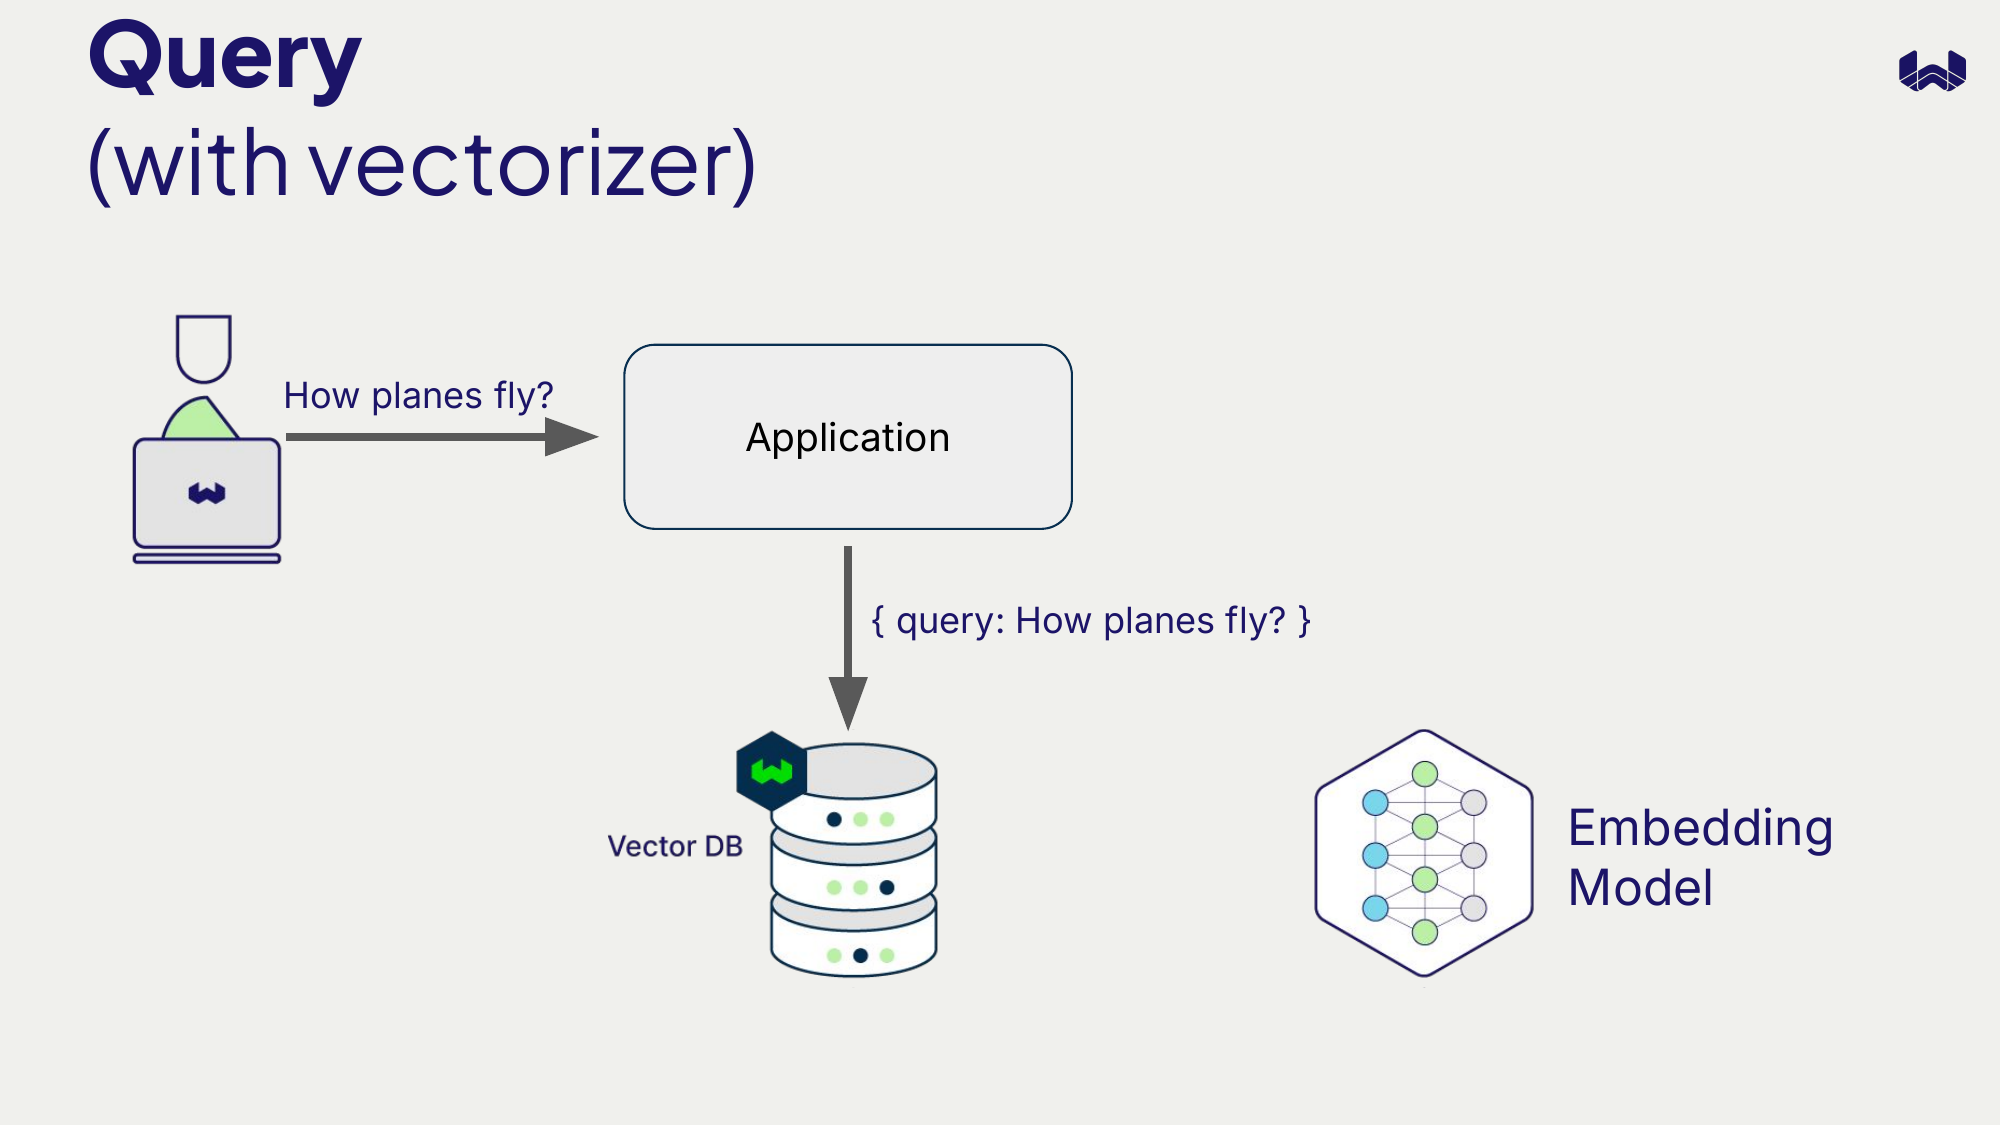 Query
(with vectorizer)
How planes fly?
Application
{ query: How planes fly? }
Vector DB
Embedding
Model